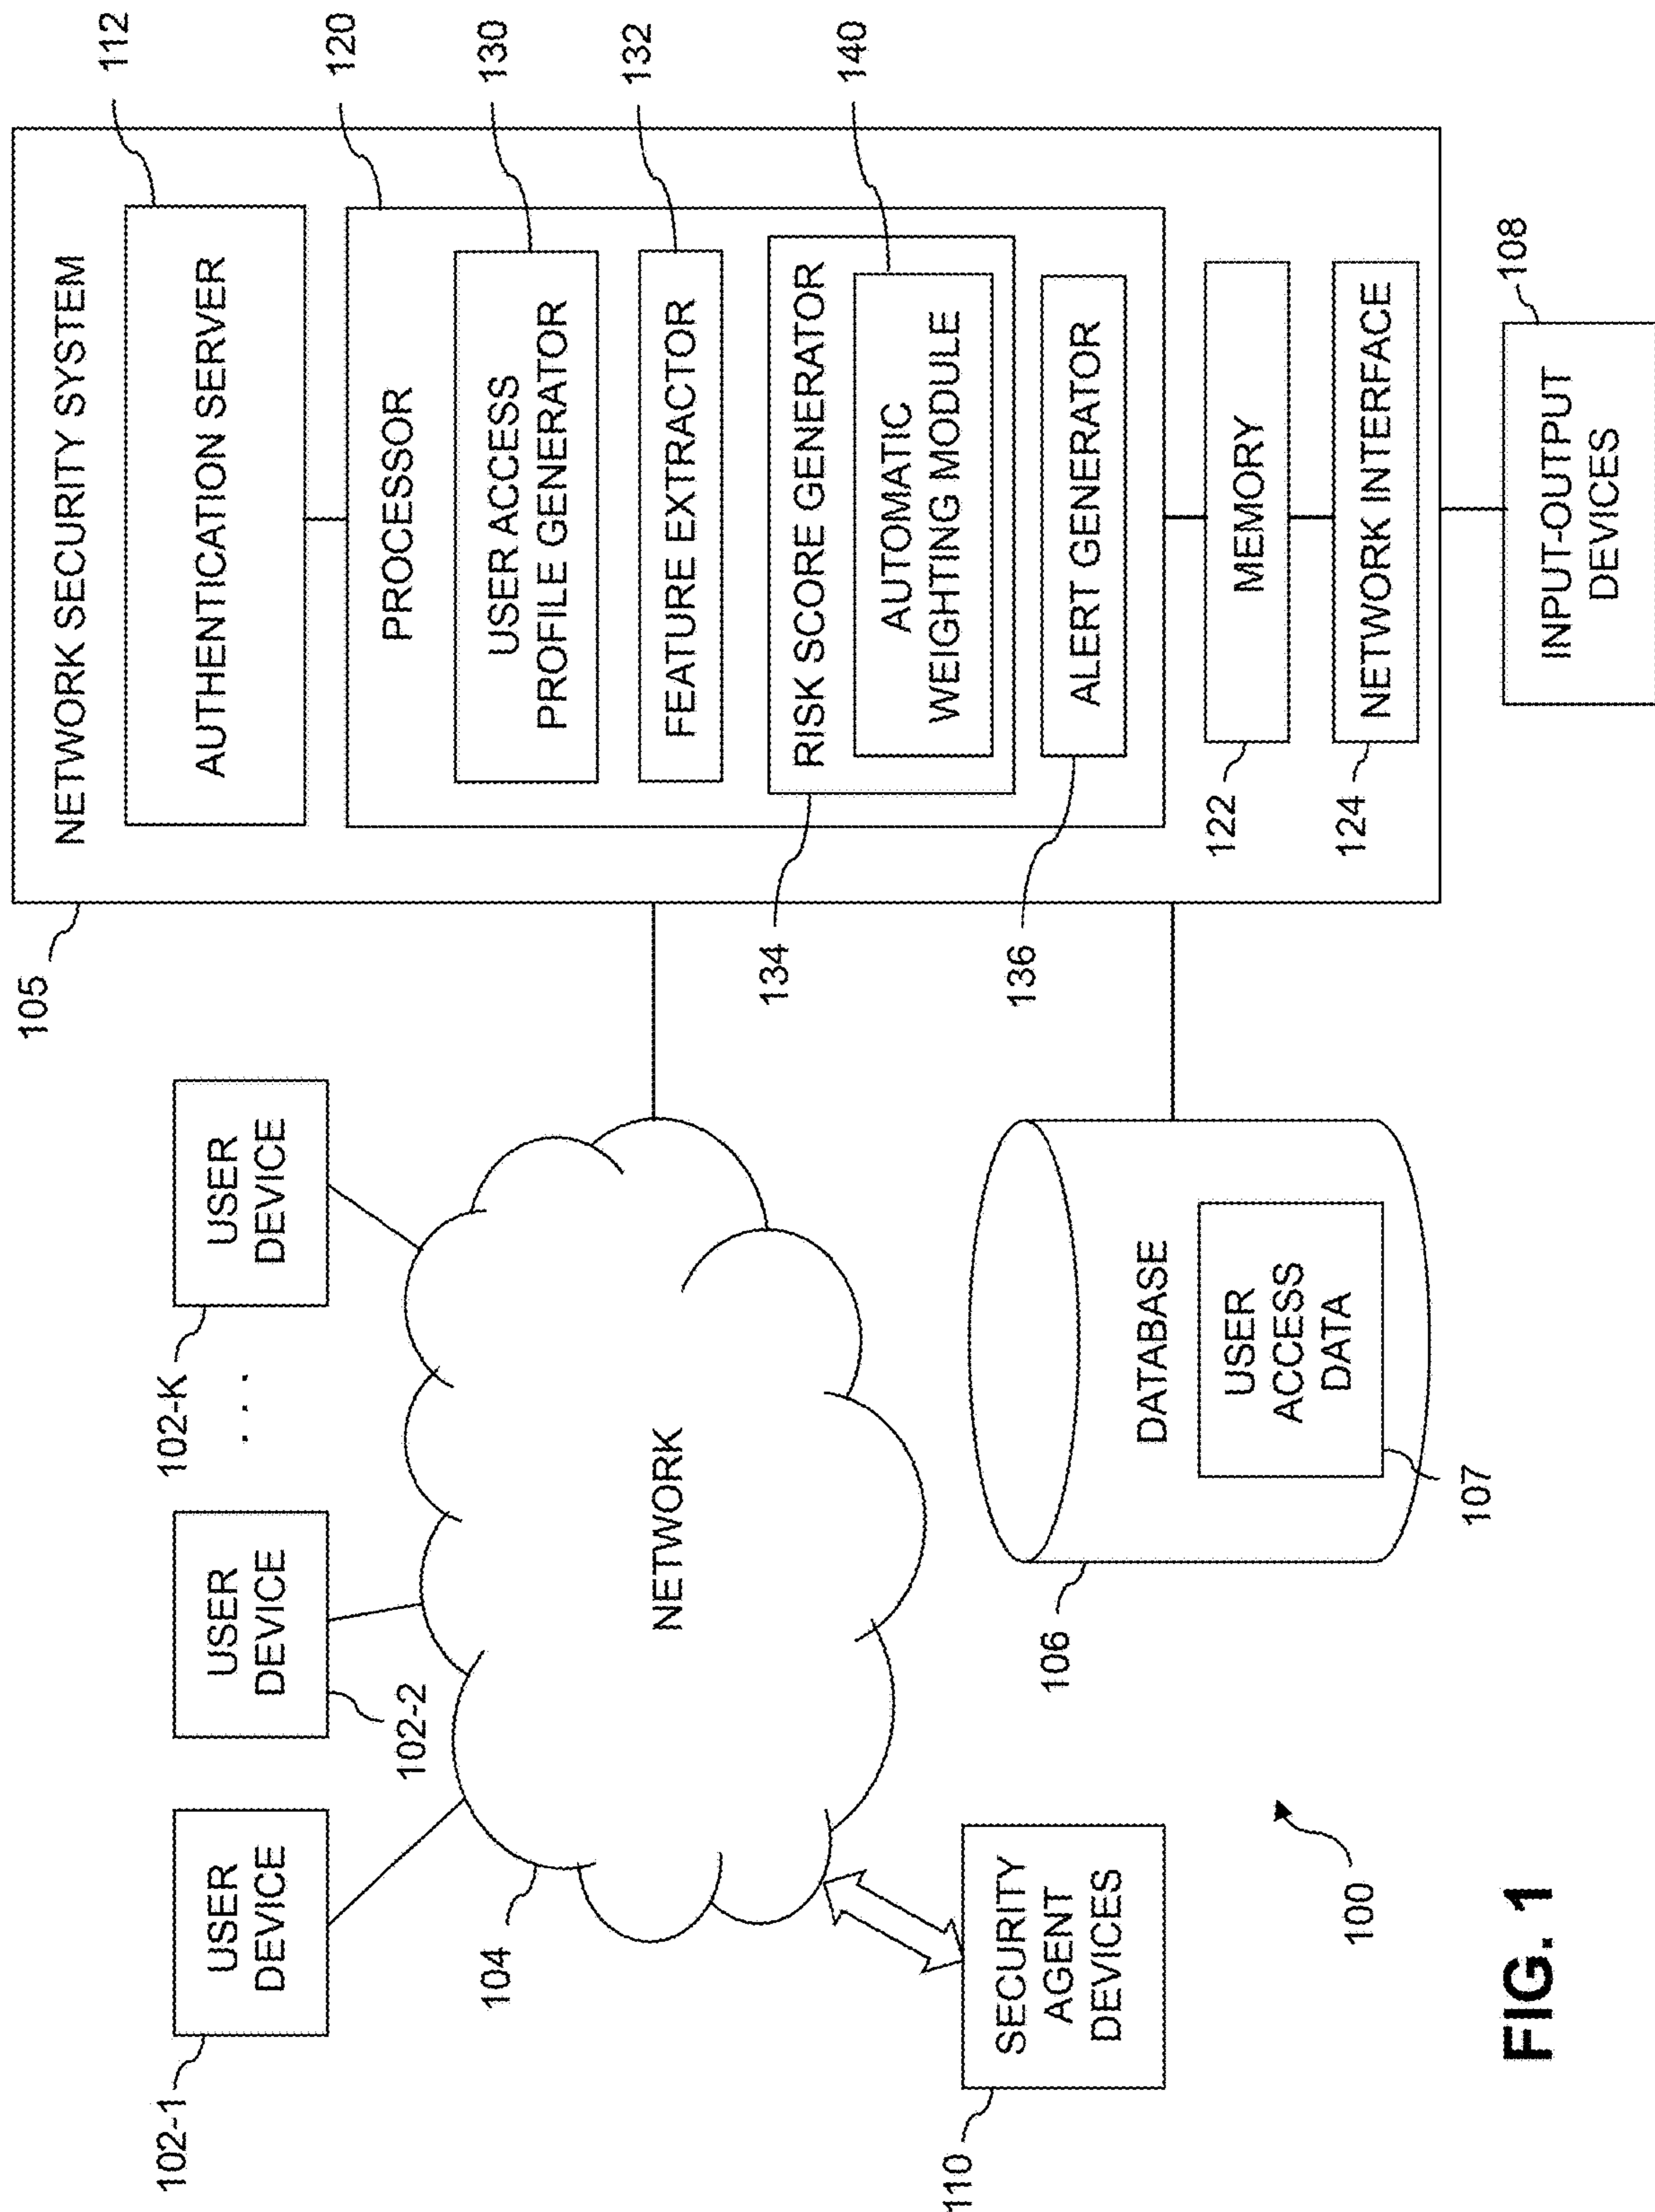 102-1
USER
DEVICE
102-2
USER
DEVICE
. . .
102-K
USER
DEVICE
104
NETWORK
110
SECURITY
AGENT
DEVICES
106
DATABASE
USER
ACCESS
DATA
107
100
105
NETWORK SECURITY SYSTEM
AUTHENTICATION SERVER
112
PROCESSOR
120
USER ACCESS
PROFILE GENERATOR
130
FEATURE EXTRACTOR
132
RISK SCORE GENERATOR
134
AUTOMATIC
WEIGHTING MODULE
140
ALERT GENERATOR
136
MEMORY
122
NETWORK INTERFACE
124
INPUT-OUTPUT
DEVICES
108
FIG. 1